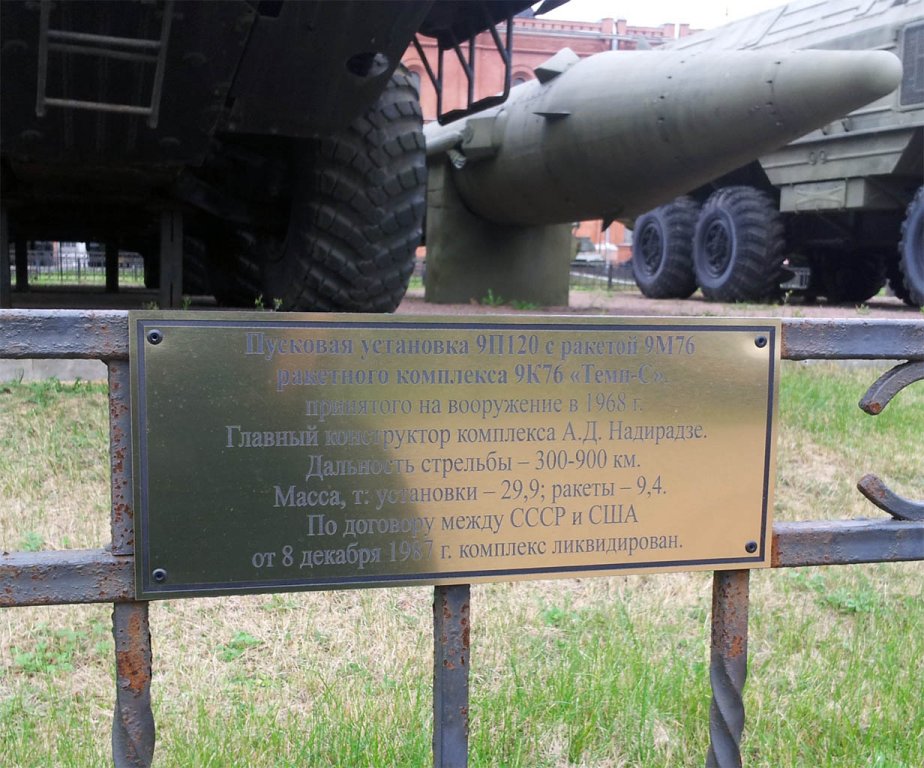 Пусковая установка 9П120 с ракетой 9М76
ракетного комплекса 9К76 «Темп-С».
принятого на вооружение в 1968 г.
Главный конструктор комплекса А.Д. Надирадзе.
Дальность стрельбы – 300-900 км.
Масса, т: установки – 29,9; ракеты – 9,4.
По договору между СССР и США
от 8 декабря 1987 г. комплекс ликвидирован.